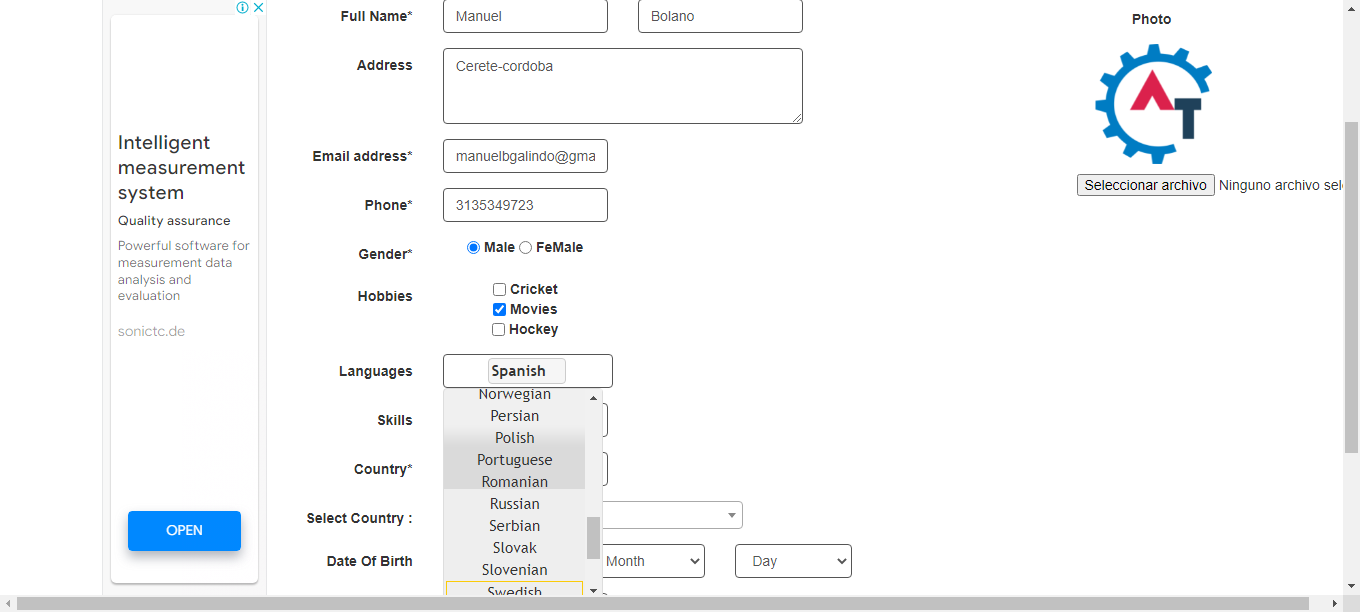 Full Name*
Manuel
Bolano
Photo
Address
Cerete-cordoba
Email address*
manuelbgalindo@gma
Seleccionar archivo Ninguno archivo sel
Phone*
3135349723
Gender*
Male FeMale
Hobbies
Cricket
Movies
Hockey
Languages
Spanish
Norwegian
Persian
Polish
Portuguese
Romanian
Russian
Serbian
Slovak
Slovenian
Swedish
Skills
Country*
Select Country :
Date Of Birth
Month
Day
Intelligent
measurement
system
Quality assurance
Powerful software for
measurement data
analysis and
evaluation
sonictc.de
OPEN
AT